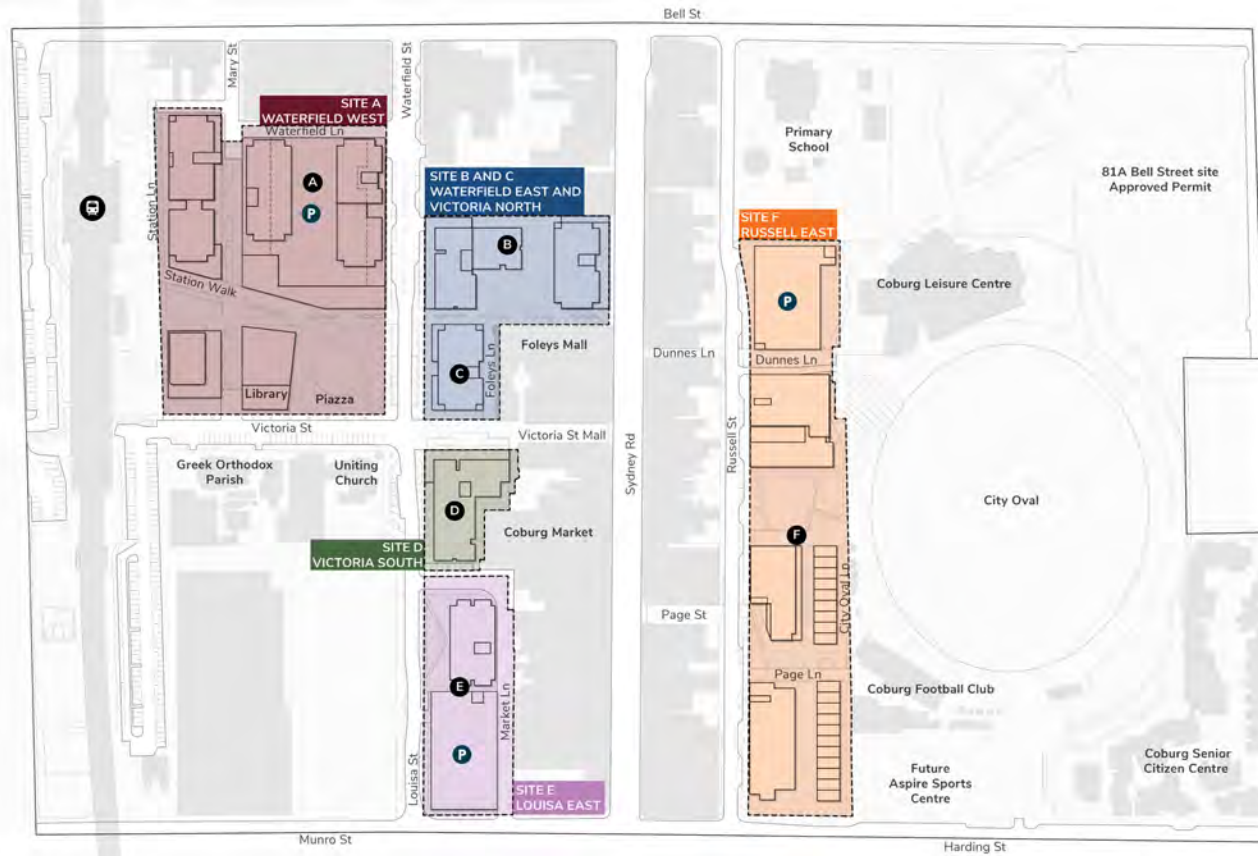 Bell St
Mary St
Waterfield St
SITE A
WATERFIELD WEST
Waterfield Ln
A
P
Station Ln
Station Walk
Library
Piazza
SITE B AND C
WATERFIELD EAST AND
VICTORIA NORTH
B
C
Foleys Ln
Foleys Mall
Primary
School
81A Bell Street site
Approved Permit
SITE F
RUSSELL EAST
P
Coburg Leisure Centre
Dunnes Ln
Dunnes Ln
Victoria St
Victoria St Mall
Sydney Rd
Russell St
Greek Orthodox
Parish
Uniting
Church
D
Coburg Market
SITE D
VICTORIA SOUTH
City Oval
F
City Oval Ln
Page St
Page Ln
E
P
Market Ln
Louisa St
SITE E
LOUISA EAST
Coburg Football Club
Future
Aspire Sports
Centre
Coburg Senior
Citizen Centre
Munro St
Harding St